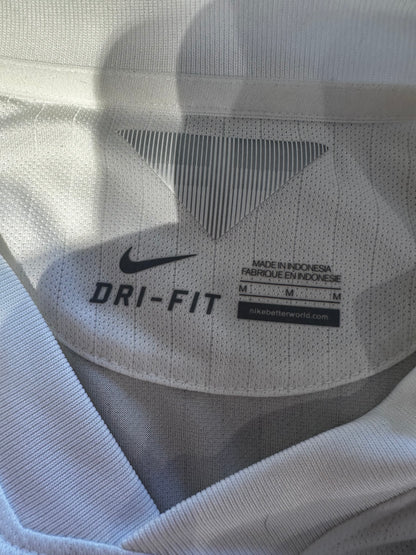 DRI-FIT
MADE IN INDONESIA
FABRIQUE EN INDONESIE
M M M
nikebetterworld.com